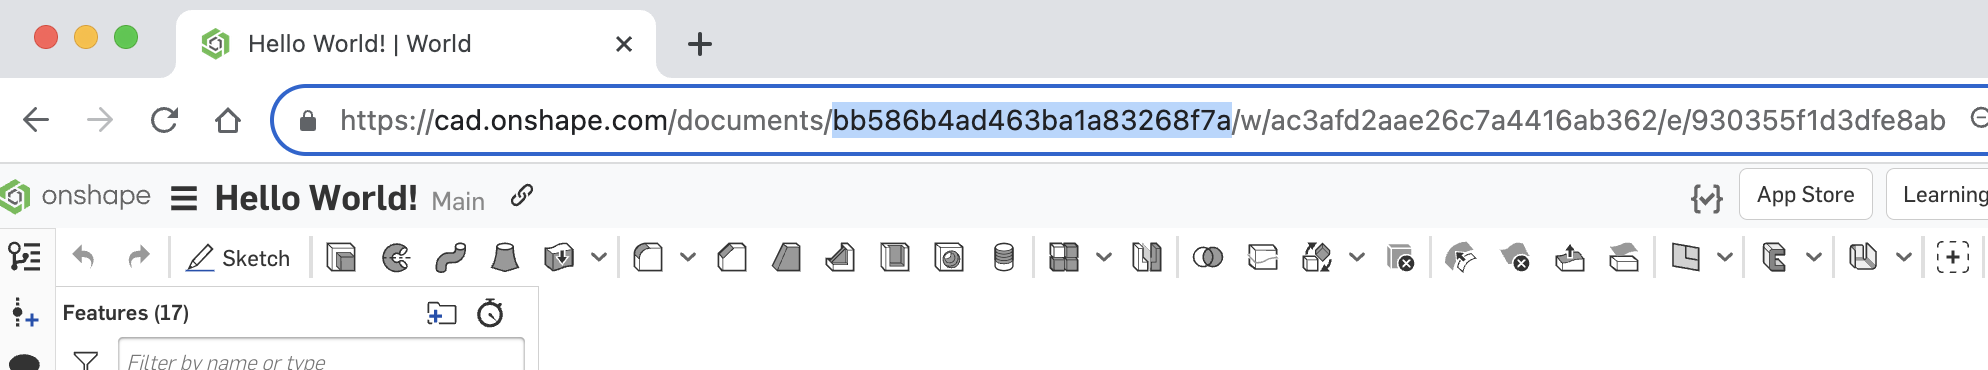 Hello World! | World
https://cad.onshape.com/documents/bb586b4ad463ba1a83268f7a/w/ac3afd2aae26c7a4416ab362/e/930355f1d3dfe8ab
onshape Hello World! Main App Store Learning
Sketch
Features (17)
Filter by name or type